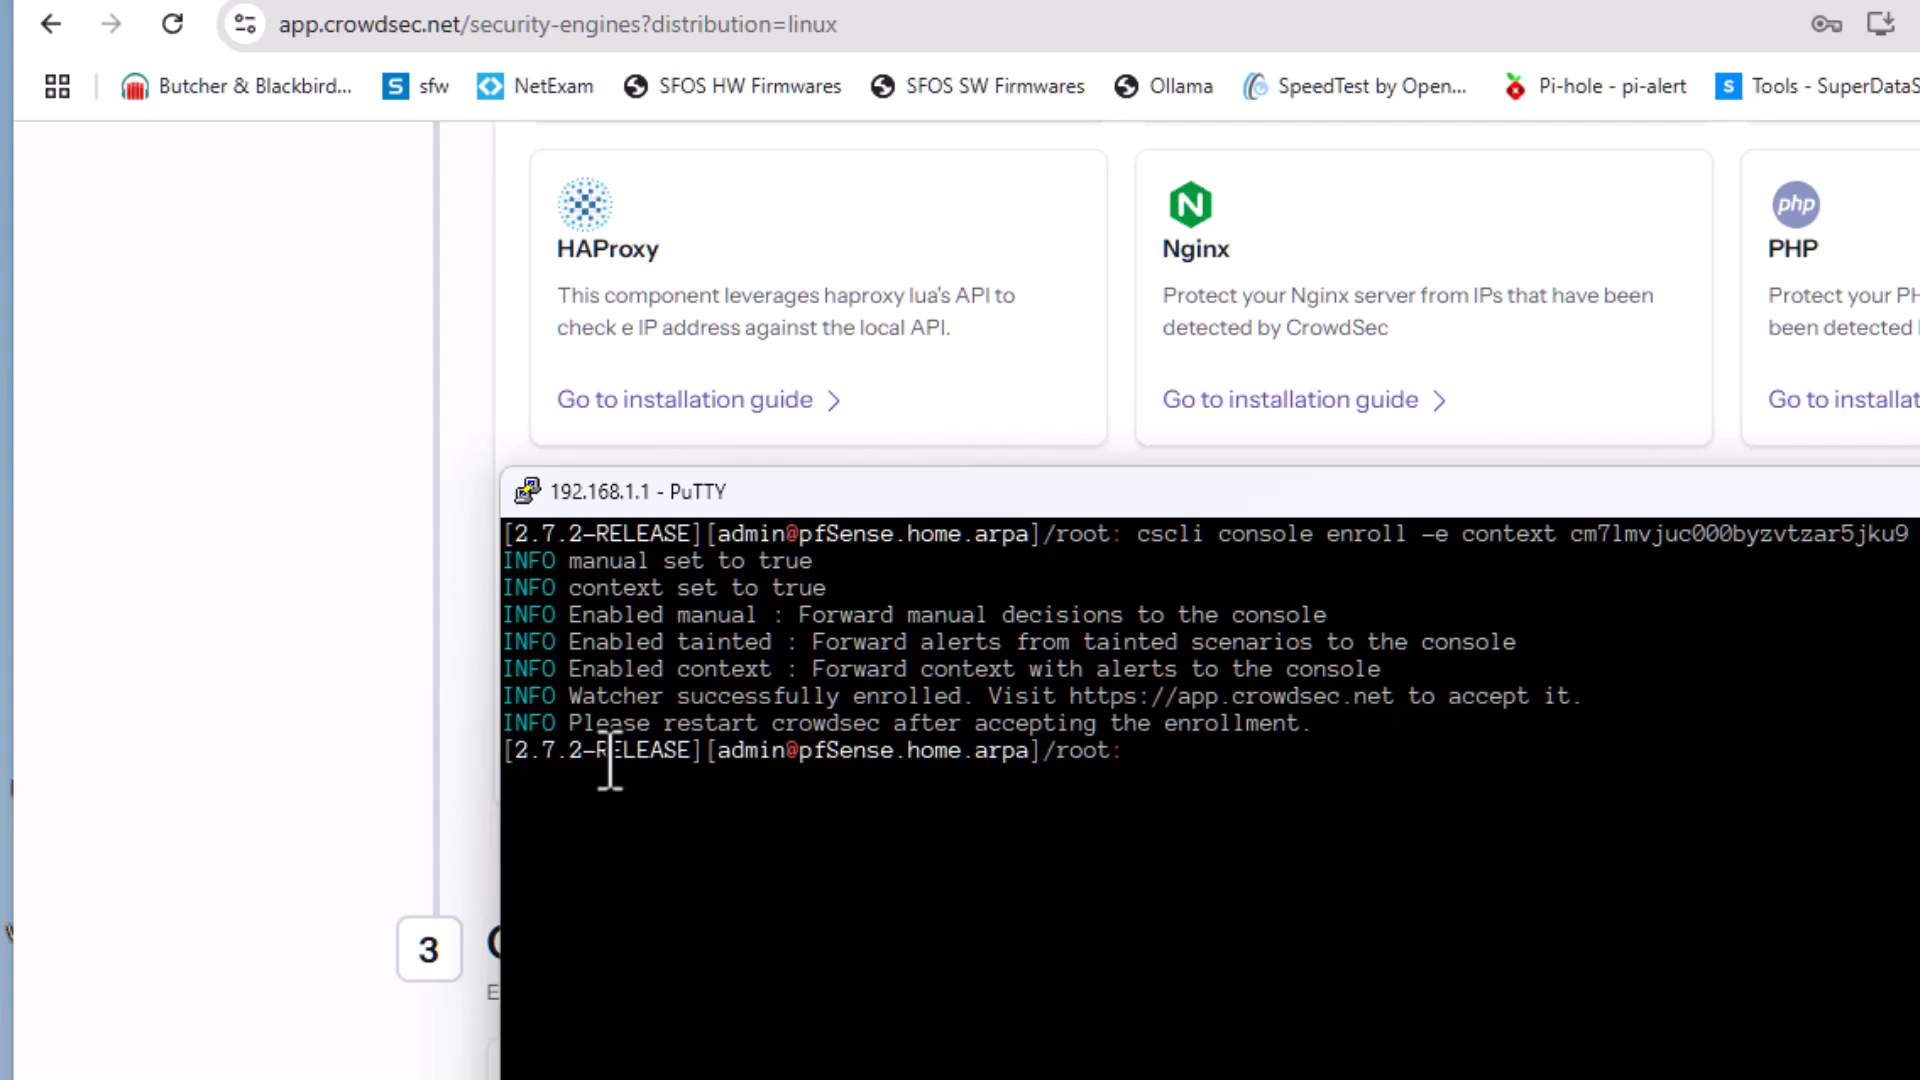 app.crowdsec.net/security-engines?distribution=linux
Butcher & Blackbird...
S sfw
NetExam
SFOS HW Firmwares
SFOS SW Firmwares
Ollama
SpeedTest by Open...
Pi-hole - pi-alert
S Tools - SuperDataS
HAProxy
This component leverages haproxy lua's API to
check e IP address against the local API.
Go to installation guide
N
Nginx
Protect your Nginx server from IPs that have been
detected by CrowdSec
Go to installation guide
php
PHP
Protect your PH
been detected
Go to installat
192.168.1.1 - PuTTY
[2.7.2-RELEASE][admin@pfSense.home.arpa]/root: cscli console enroll -e context cm7lmvjuc000byzvtzar5jku9
INFO manual set to true
INFO context set to true
INFO Enabled manual : Forward manual decisions to the console
INFO Enabled tainted : Forward alerts from tainted scenarios to the console
INFO Enabled context : Forward context with alerts to the console
INFO Watcher successfully enrolled. Visit https://app.crowdsec.net to accept it.
INFO Please restart crowdsec after accepting the enrollment.
[2.7.2-RELEASE][admin@pfSense.home.arpa]/root:
3